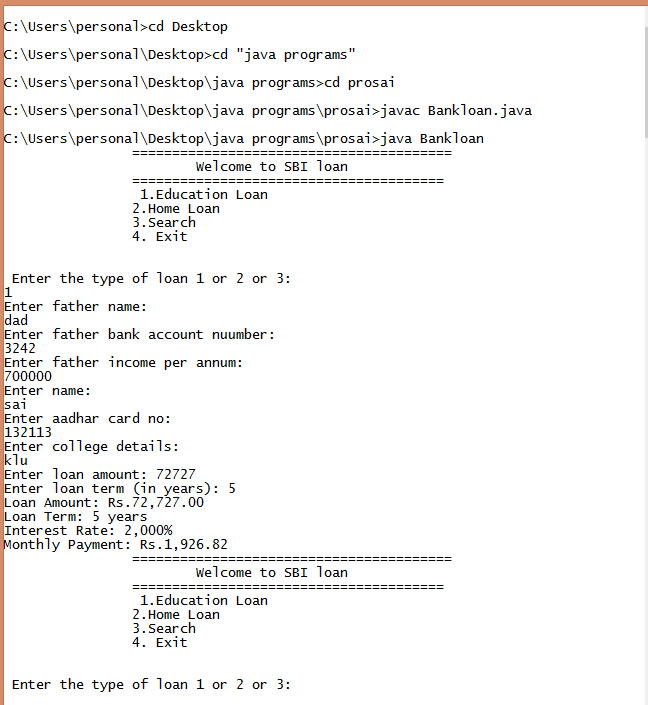 C:\Users\personal>cd Desktop
C:\Users\personal\Desktop>cd "java programs"
C:\Users\personal\Desktop\java programs>cd prosai
C:\Users\personal\Desktop\java programs\prosai>javac Bankloan.java
C:\Users\personal\Desktop\java programs\prosai>java Bankloan
========================================
Welcome to SBI loan
=======================================
1.Education Loan
2.Home Loan
3.Search
4. Exit
Enter the type of loan 1 or 2 or 3:
1
Enter father name:
dad
Enter father bank account nuumber:
3242
Enter father income per annum:
700000
Enter name:
sai
Enter aadhar card no:
132113
Enter college details:
klu
Enter loan amount: 72727
Enter loan term (in years): 5
Loan Amount: Rs.72,727.00
Loan Term: 5 years
Interest Rate: 2,000%
Monthly Payment: Rs.1,926.82
========================================
Welcome to SBI loan
=======================================
1.Education Loan
2.Home Loan
3.Search
4. Exit
Enter the type of loan 1 or 2 or 3: